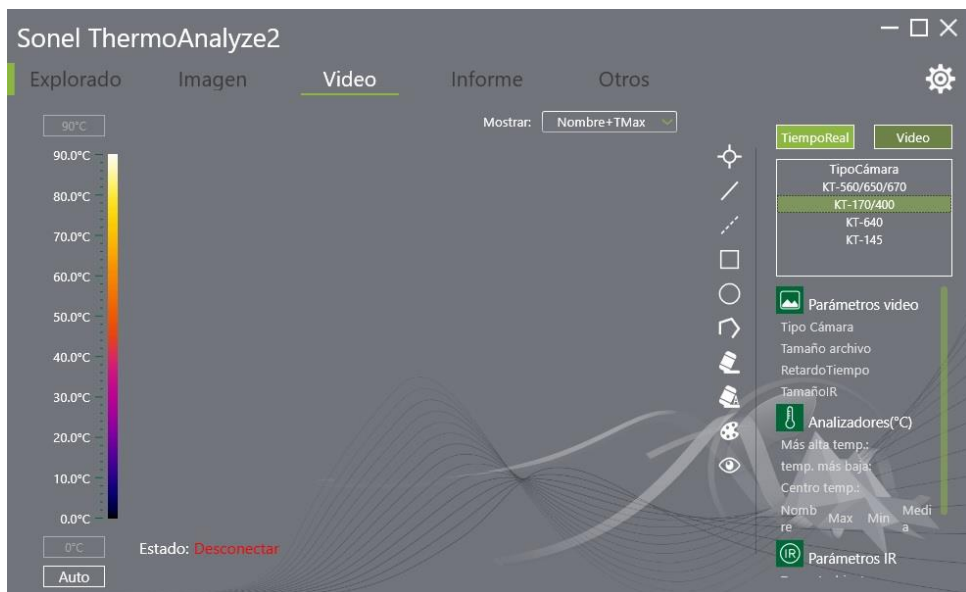 Sonel ThermoAnalyze2
Explorado Imagen Video Informe Otros
90°C
Mostrar: Nombre+TMax
TiempoReal Video
90.0°C
80.0°C
70.0°C
60.0°C
50.0°C
40.0°C
30.0°C
20.0°C
10.0°C
0.0°C
0°C
Auto
Estado: Desconectar
TipoCámara
KT-560/650/670
KT-170/400
KT-640
KT-145
Parámetros video
Tipo Cámara
Tamaño archivo
RetardoTiempo
TamañoIR
Analizadores(°C)
Más alta temp.:
temp. más baja:
Centro temp.:
Nombre Max Min Media
IR Parámetros IR